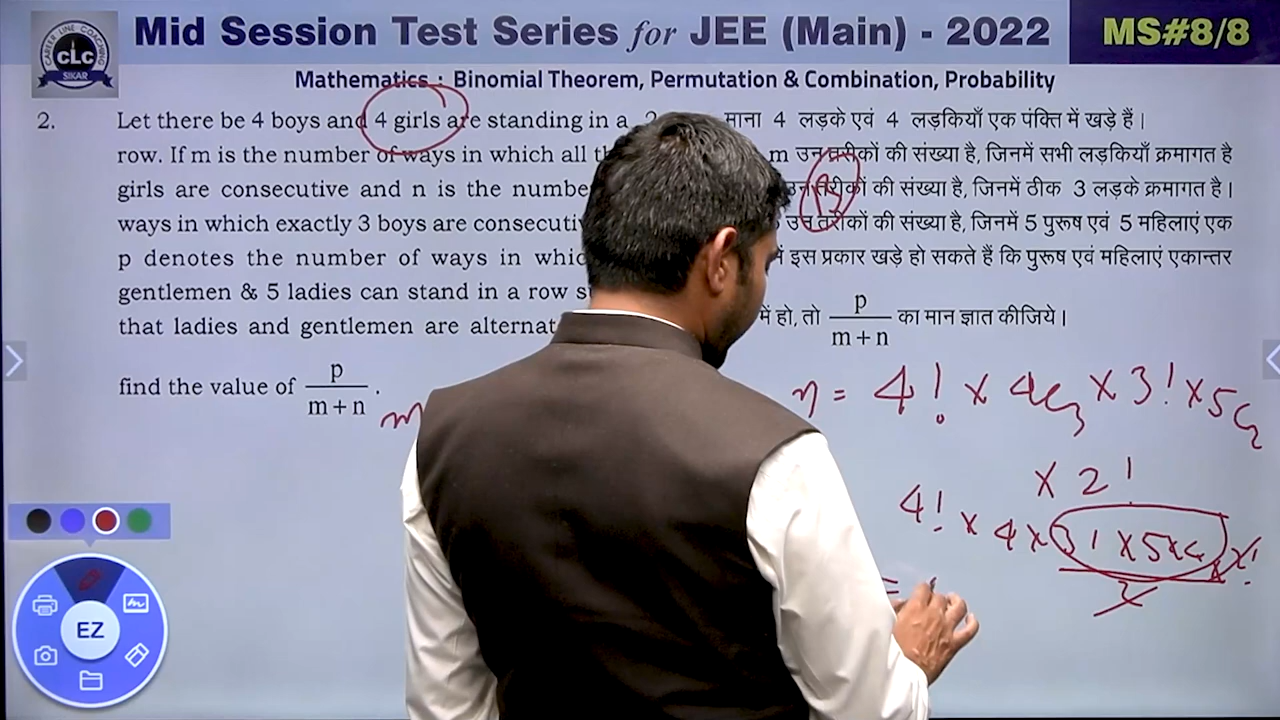 Mid Session Test Series for JEE (Main) - 2022
MS#8/8
CAREER LINE COACHING
CLC
SIKAR
Mathematics : Binomial Theorem, Permutation & Combination, Probability
2. Let there be 4 boys and 4 girls are standing in a
row. If m is the number of ways in which all
girls are consecutive and n is the
ways in which exactly 3 boys are
p denotes the number of ways in
gentlemen & 5 ladies can stand in a row
that ladies and gentlemen are
find the value of p/(m+n).
माना 4 लड़के एवं 4 लड़कियाँ एक पंक्ति में खड़े हैं।
m उन तरीकों की संख्या है, जिनमें सभी लड़कियाँ क्रमागत है
उन तरीकों की संख्या है, जिनमें ठीक 3 लड़के क्रमागत है।
उन तरीकों की संख्या है, जिनमें 5 पुरूष एवं 5 महिलाएं एक
में इस प्रकार खड़े हो सकते हैं कि पुरूष एवं महिलाएं एकान्तर
में हो, तो p/(m+n) का मान ज्ञात कीजिये।
m
n = 4! × 4C3 × 3! × 5C2
× 2!
4! × 4 × 3! × 5×4 × 2!
2
=
EZ